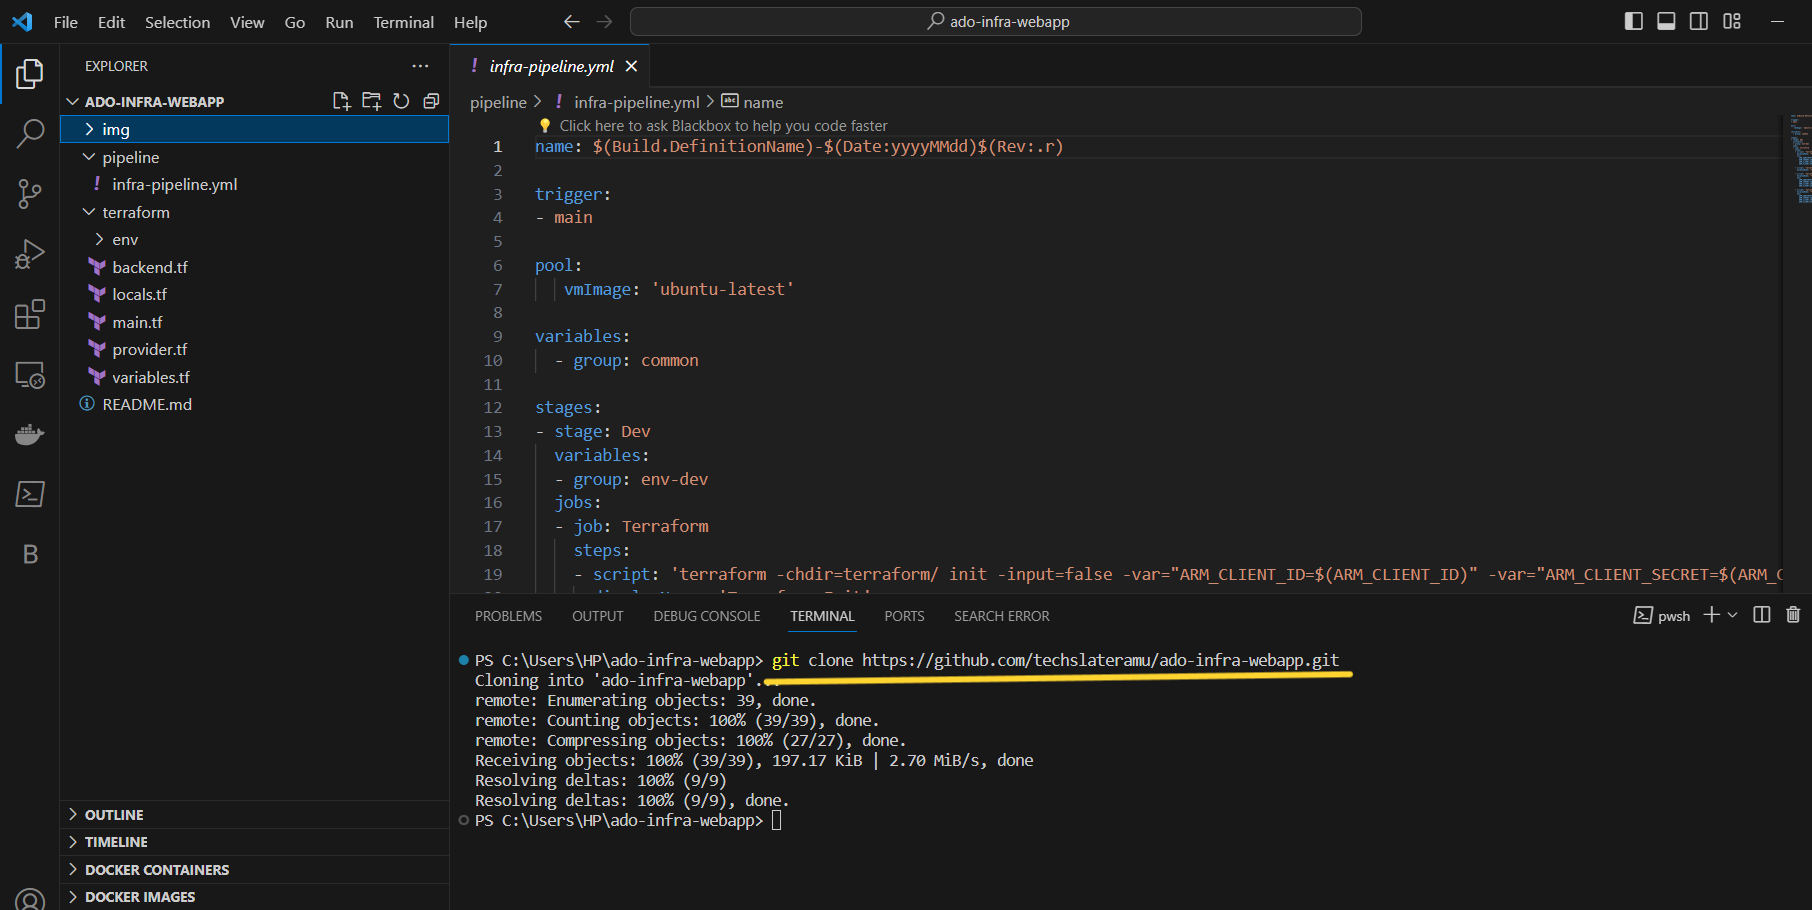 File Edit Selection View Go Run Terminal Help
ado-infra-webapp
EXPLORER
ADO-INFRA-WEBAPP
img
pipeline
! infra-pipeline.yml
terraform
env
backend.tf
locals.tf
main.tf
provider.tf
variables.tf
README.md
OUTLINE
TIMELINE
DOCKER CONTAINERS
DOCKER IMAGES
! infra-pipeline.yml
pipeline > ! infra-pipeline.yml > abc name
Click here to ask Blackbox to help you code faster
1 name: $(Build.DefinitionName)-$(Date:yyyyMMdd)$(Rev:.r)
2
3 trigger:
4 - main
5
6 pool:
7 vmImage: 'ubuntu-latest'
8
9 variables:
10 - group: common
11
12 stages:
13 - stage: Dev
14 variables:
15 - group: env-dev
16 jobs:
17 - job: Terraform
18 steps:
19 - script: 'terraform -chdir=terraform/ init -input=false -var="ARM_CLIENT_ID=$(ARM_CLIENT_ID)" -var="ARM_CLIENT_SECRET=$(ARM_C
PROBLEMS OUTPUT DEBUG CONSOLE TERMINAL PORTS SEARCH ERROR
pwsh
PS C:\Users\HP\ado-infra-webapp> git clone https://github.com/techslateramu/ado-infra-webapp.git
Cloning into 'ado-infra-webapp'...
remote: Enumerating objects: 39, done.
remote: Counting objects: 100% (39/39), done.
remote: Compressing objects: 100% (27/27), done.
Receiving objects: 100% (39/39), 197.17 KiB | 2.70 MiB/s, done
Resolving deltas: 100% (9/9)
Resolving deltas: 100% (9/9), done.
PS C:\Users\HP\ado-infra-webapp>
B